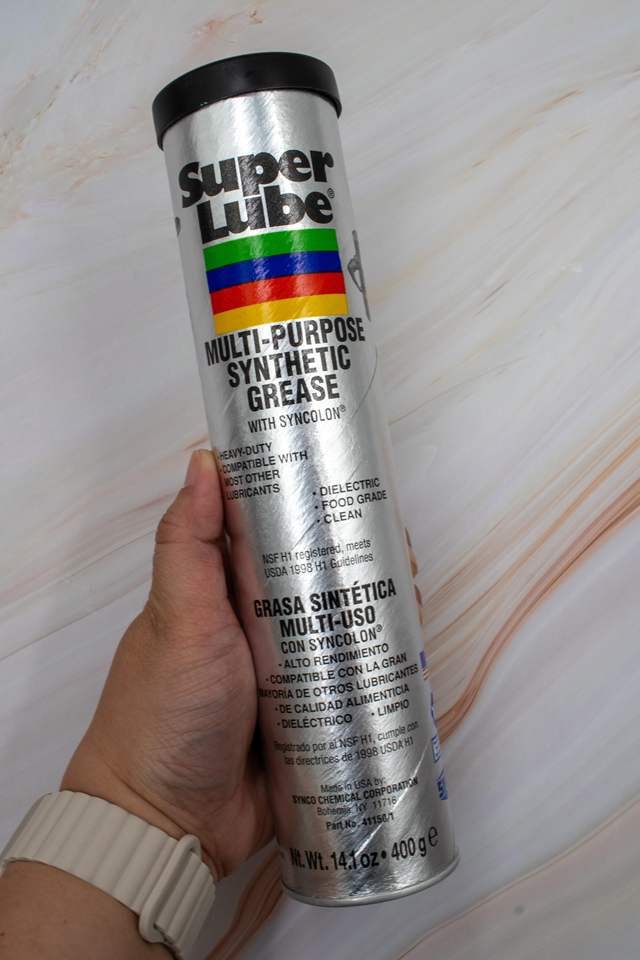 Super
Lube®
MULTI-PURPOSE
SYNTHETIC
GREASE
WITH SYNCOLON®
• HEAVY-DUTY
• COMPATIBLE WITH
MOST OTHER
LUBRICANTS
• DIELECTRIC
• FOOD GRADE
• CLEAN
NSF H1 registered, meets
USDA 1998 H1 Guidelines
GRASA SINTÉTICA
MULTI-USO
CON SYNCOLON®
• ALTO RENDIMIENTO
• COMPATIBLE CON LA GRAN
MAYORÍA DE OTROS LUBRICANTES
• DE CALIDAD ALIMENTICIA
• DIELÉCTRICO • LIMPIO
Registrado por el NSF H1, cumple con
las directrices de 1998 USDA H1
Made in USA by:
SYNCO CHEMICAL CORPORATION
Bohemia, NY 11716
Part No. 41150/1
Nt. Wt. 14.1 oz • 400 g e